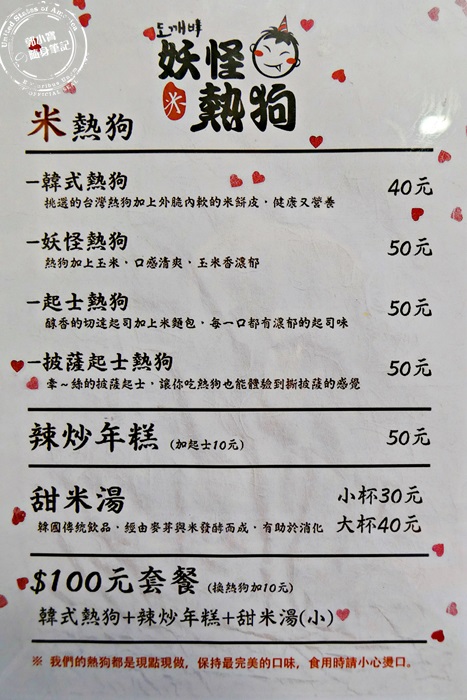 United States of America
郭小寶
隨身筆記
도깨비
妖怪
米 熱狗
米熱狗
—韓式熱狗 40元
挑選的台灣熱狗加上外脆內軟的米餅皮，健康又營養
—妖怪熱狗 50元
熱狗加上玉米，口感清爽，玉米香濃郁
—起士熱狗 50元
醇香的切達起司加上米麵包，每一口都有濃郁的起司味
—披薩起士熱狗 50元
牽～絲的披薩起士，讓你吃熱狗也能體驗到撕披薩的感覺
辣炒年糕 (加起士10元) 50元
甜米湯 小杯30元
韓國傳統飲品，經由麥芽與米發酵而成，有助於消化 大杯40元
$100元套餐 (換熱狗加10元)
韓式熱狗+辣炒年糕+甜米湯(小)
※ 我們的熱狗都是現點現做，保持最完美的口味，食用時請小心燙口。